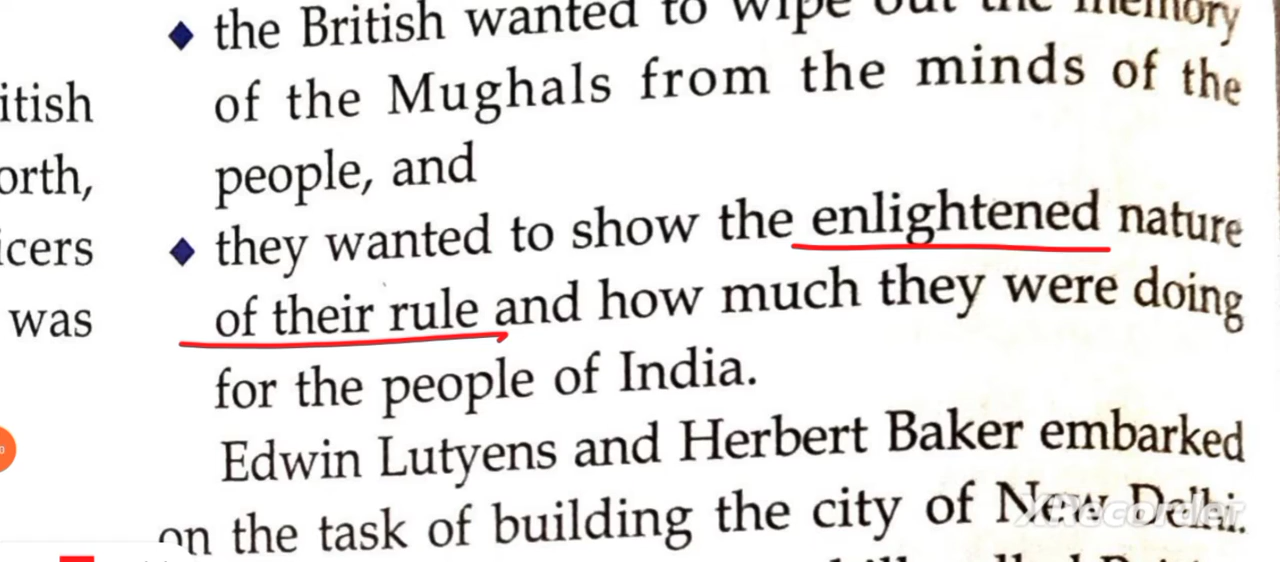 the British wanted to wipe out the memory
of the Mughals from the minds of the
people, and
they wanted to show the enlightened nature
of their rule and how much they were doing
for the people of India.
Edwin Lutyens and Herbert Baker embarked
on the task of building the city of New Delhi.
itish
orth,
icers
was
XRecorder